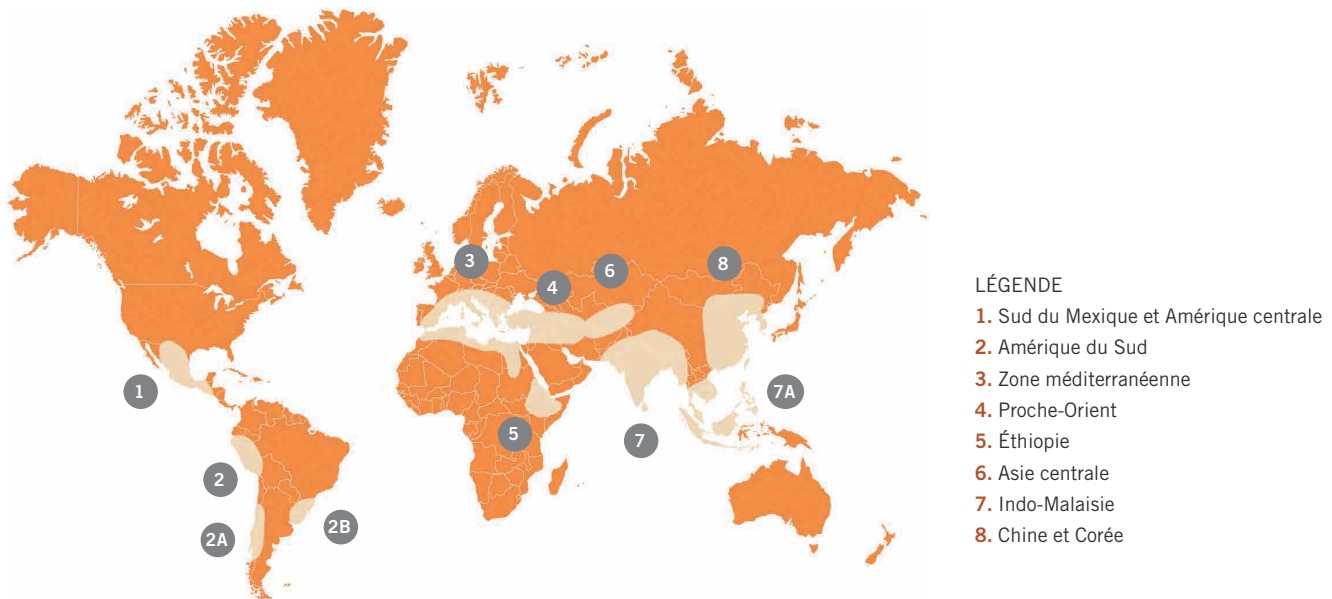 3
8
6
4
1
7A
5
7
2
2B
2A
LÉGENDE
1. Sud du Mexique et Amérique centrale
2. Amérique du Sud
3. Zone méditerranéenne
4. Proche-Orient
5. Éthiopie
6. Asie centrale
7. Indo-Malaisie
8. Chine et Corée